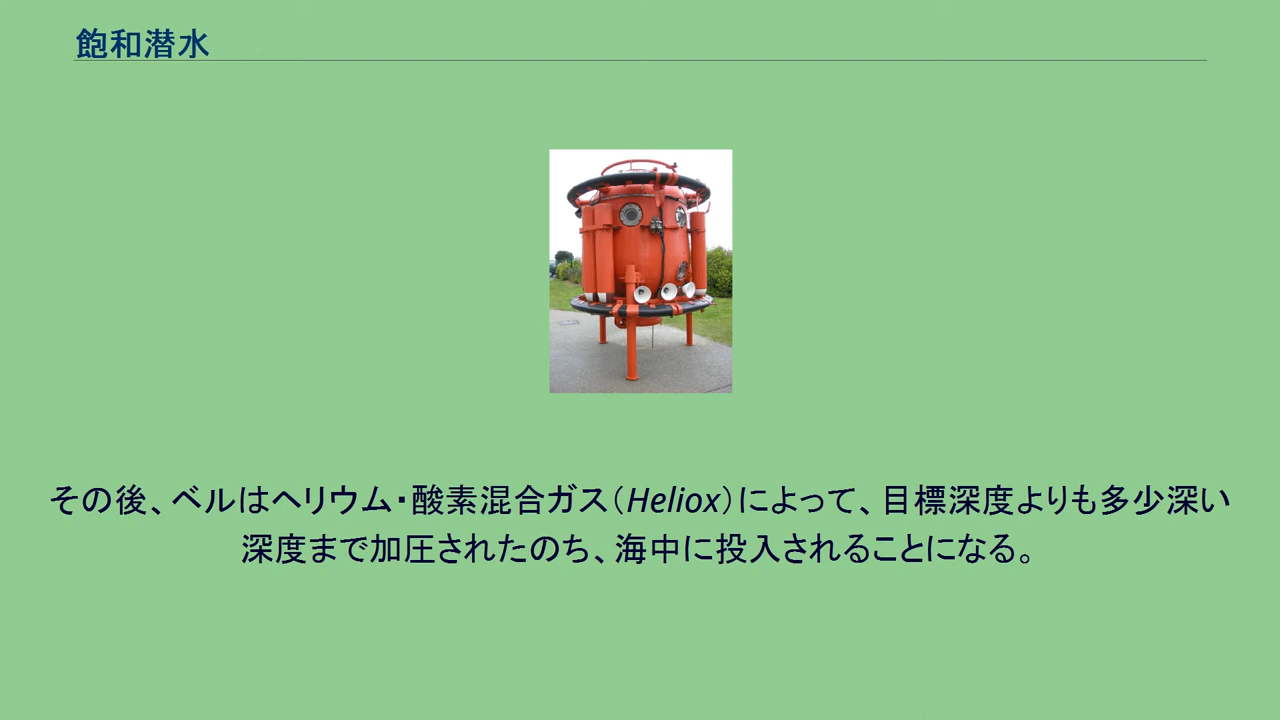 飽和潜水
その後、ベルはヘリウム・酸素混合ガス（Heliox）によって、目標深度よりも多少深い
深度まで加圧されたのち、海中に投入されることになる。